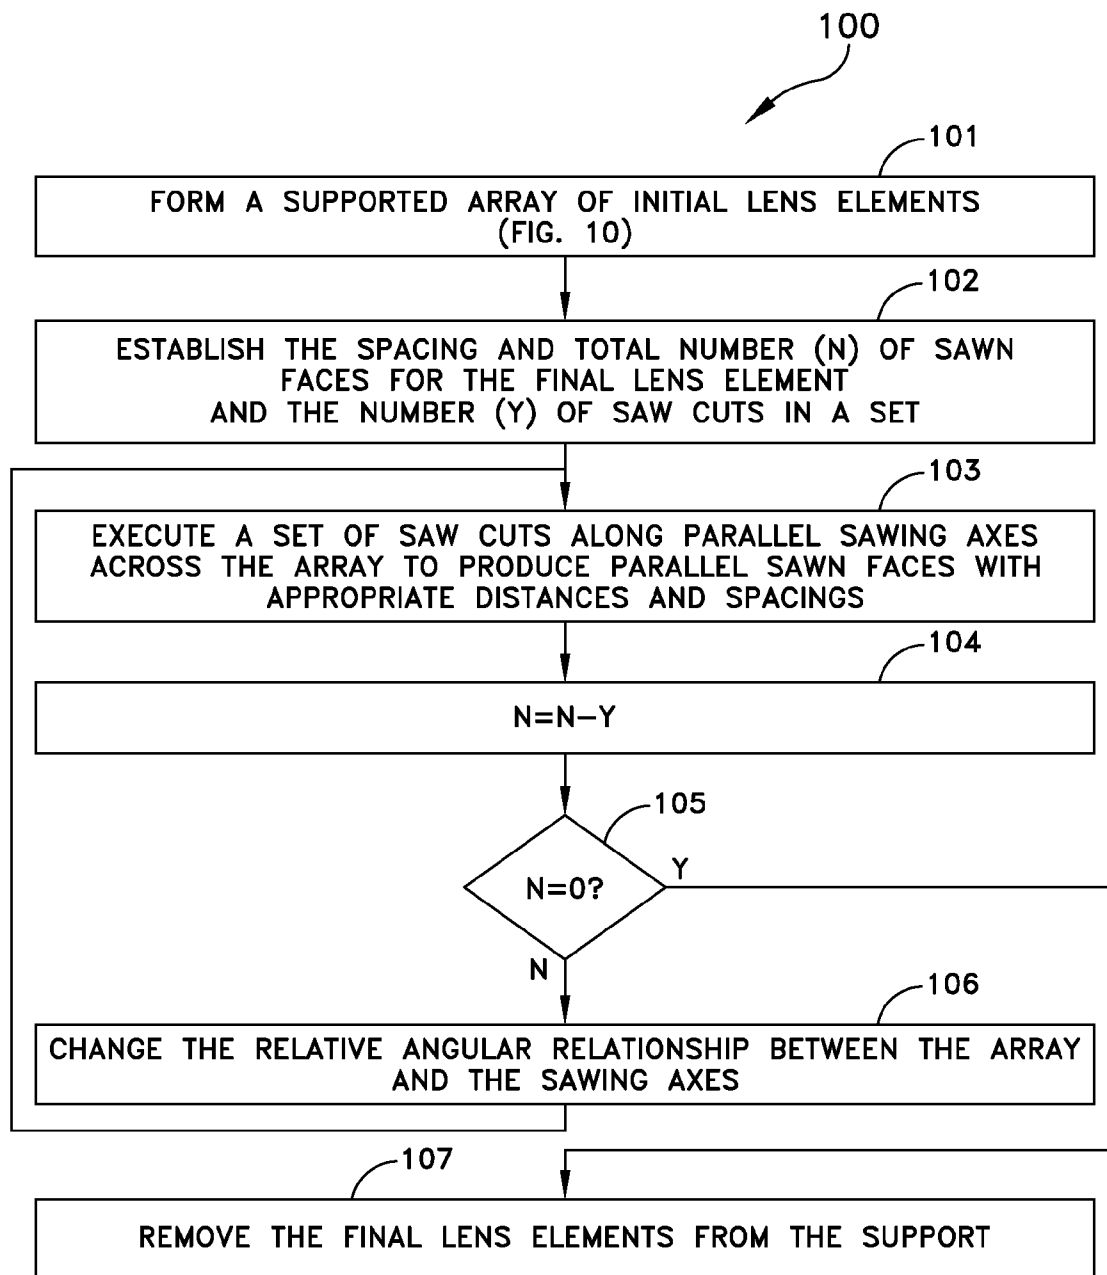 100
101
FORM A SUPPORTED ARRAY OF INITIAL LENS ELEMENTS
(FIG. 10)
102
ESTABLISH THE SPACING AND TOTAL NUMBER (N) OF SAWN
FACES FOR THE FINAL LENS ELEMENT
AND THE NUMBER (Y) OF SAW CUTS IN A SET
103
EXECUTE A SET OF SAW CUTS ALONG PARALLEL SAWING AXES
ACROSS THE ARRAY TO PRODUCE PARALLEL SAWN FACES WITH
APPROPRIATE DISTANCES AND SPACINGS
104
N=N−Y
105
N=0?
Y
N
106
CHANGE THE RELATIVE ANGULAR RELATIONSHIP BETWEEN THE ARRAY
AND THE SAWING AXES
107
REMOVE THE FINAL LENS ELEMENTS FROM THE SUPPORT